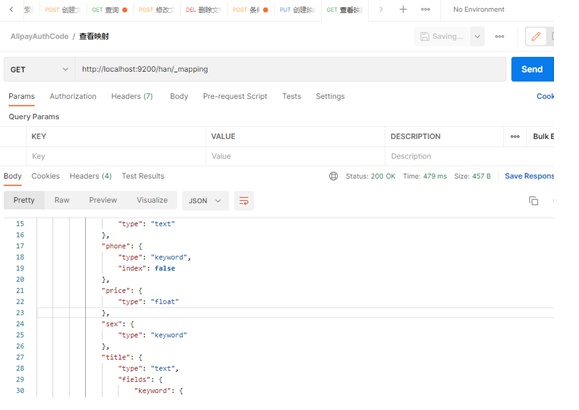 POST 创建文
GET 查询
POST 修改文
DEL 删除文
POST 条件
PUT 创建映
GET 查看映
No Environment
AlipayAuthCode / 查看映射
Saving...
GET http://localhost:9200/han/_mapping Send
Params Authorization Headers (7) Body Pre-request Script Tests Settings Cook
Query Params
KEY VALUE DESCRIPTION Bulk E
Key Value Description
Body Cookies Headers (4) Test Results Status: 200 OK Time: 479 ms Size: 457 B Save Respons
Pretty Raw Preview Visualize JSON
15 "type": "text"
16 },
17 "phone": {
18 "type": "keyword",
19 "index": false
20 },
21 "price": {
22 "type": "float"
23 },
24 "sex": {
25 "type": "keyword"
26 },
27 "title": {
28 "type": "text",
29 "fields": {
30 "keyword": {